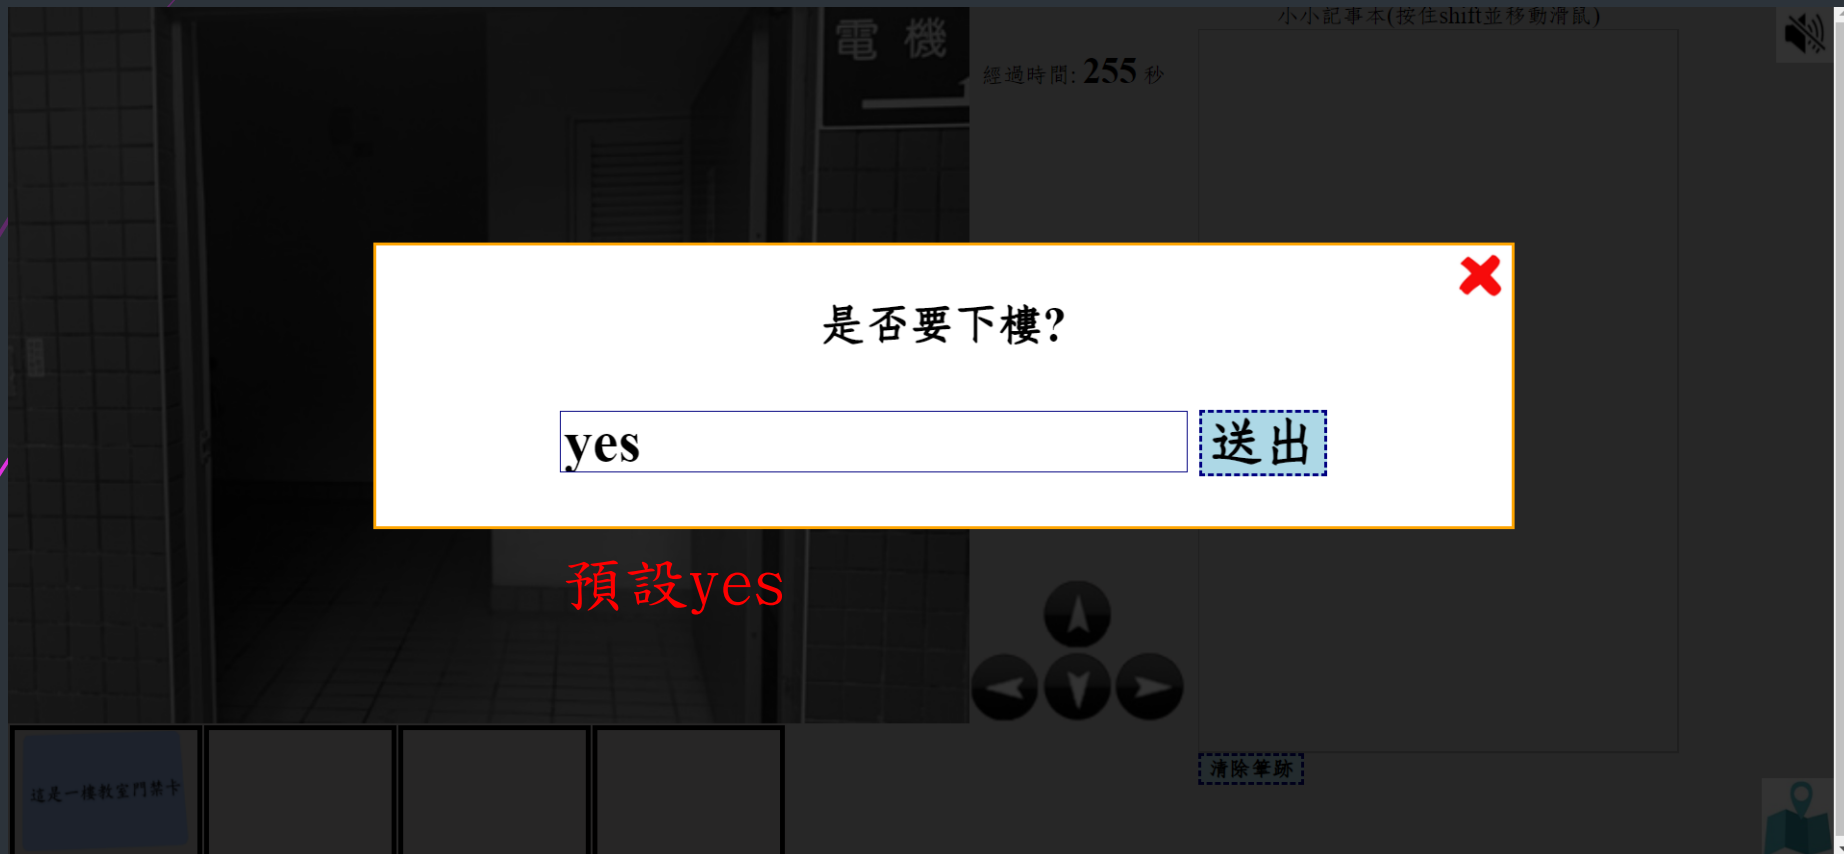 小小記事本(按住shift並移動滑鼠)
電機
經過時間: 255 秒
是否要下樓?
yes
送出
預設yes
清除筆跡
這是一樓教室門禁卡